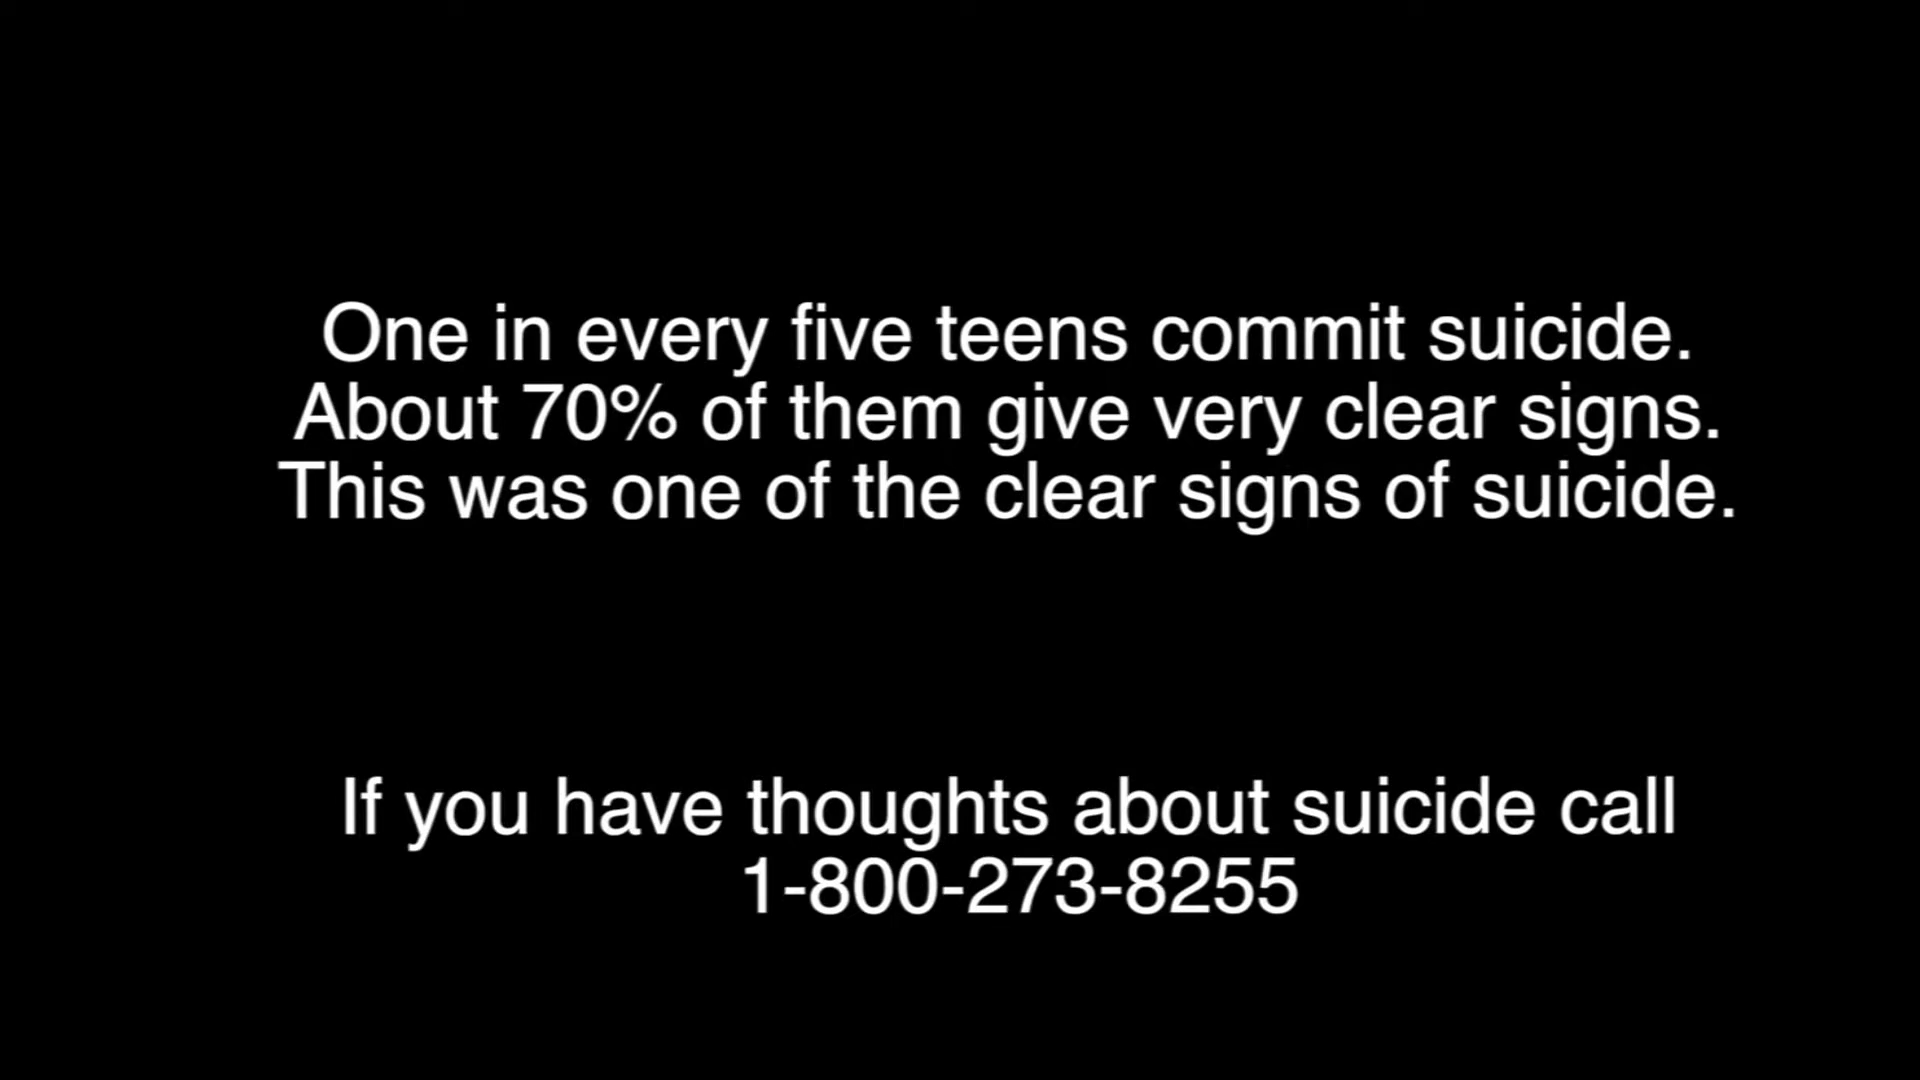 One in every five teens commit suicide.
About 70% of them give very clear signs.
This was one of the clear signs of suicide.
If you have thoughts about suicide call
1-800-273-8255